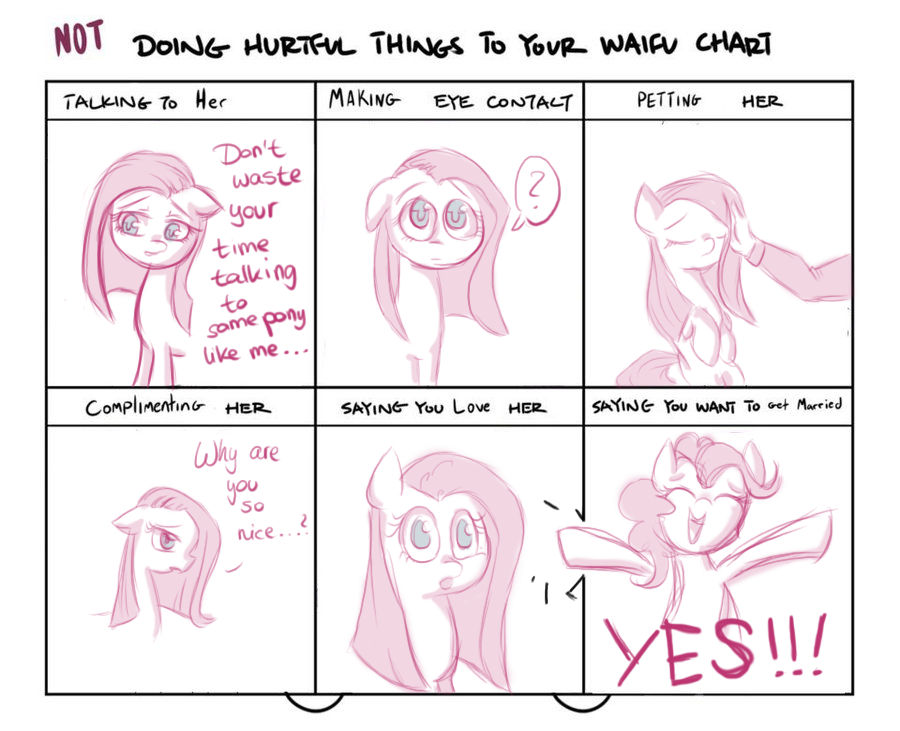 NOT DOING HURTFUL THINGS TO YOUR WAIFU CHART
TALKING TO Her
MAKING EYE CONTACT
PETTING HER
Don't
waste
your
time
talking
to
some pony
like me...
?
COMPLIMENTING HER
SAYING YOU LOVE HER
SAYING YOU WANT TO Get Married
Why are
you
so
nice....?
YES!!!